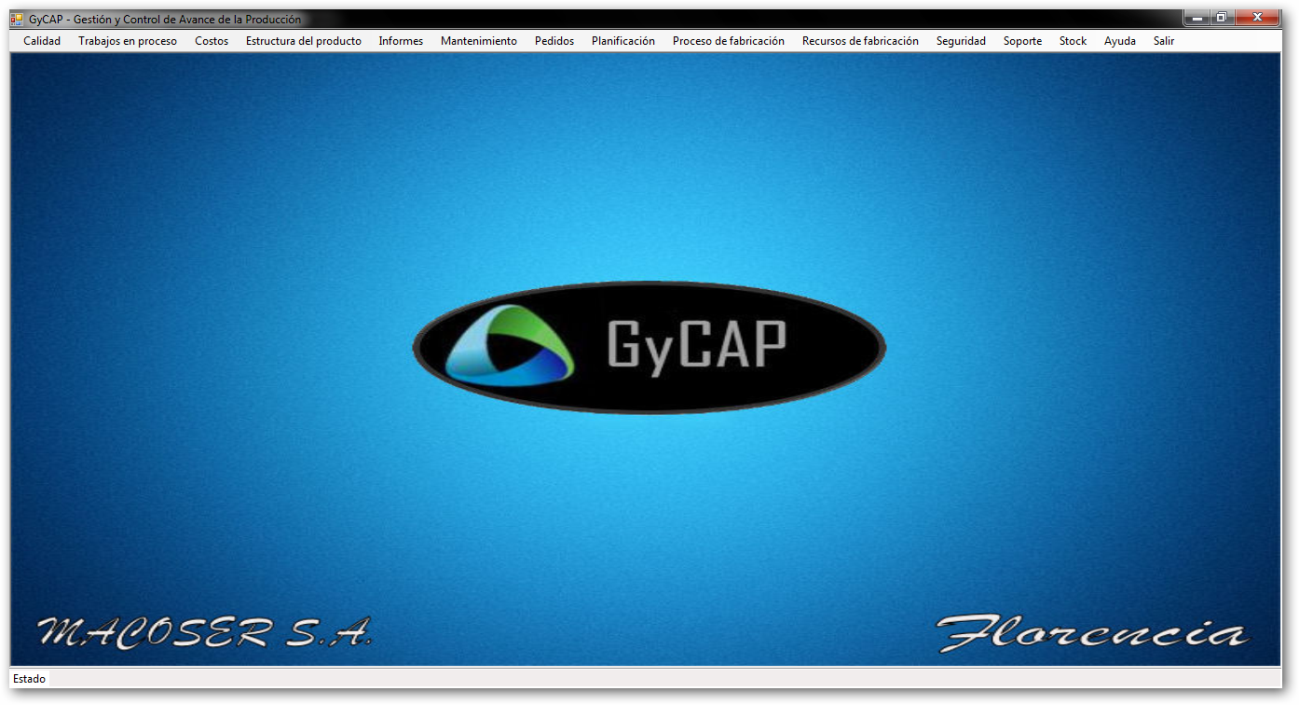 GyCAP - Gestión y Control de Avance de la Producción
Calidad Trabajos en proceso Costos Estructura del producto Informes Mantenimiento Pedidos Planificación Proceso de fabricación Recursos de fabricación Seguridad Soporte Stock Ayuda Salir
GyCAP
MACOSER S.A. Florencia
Estado